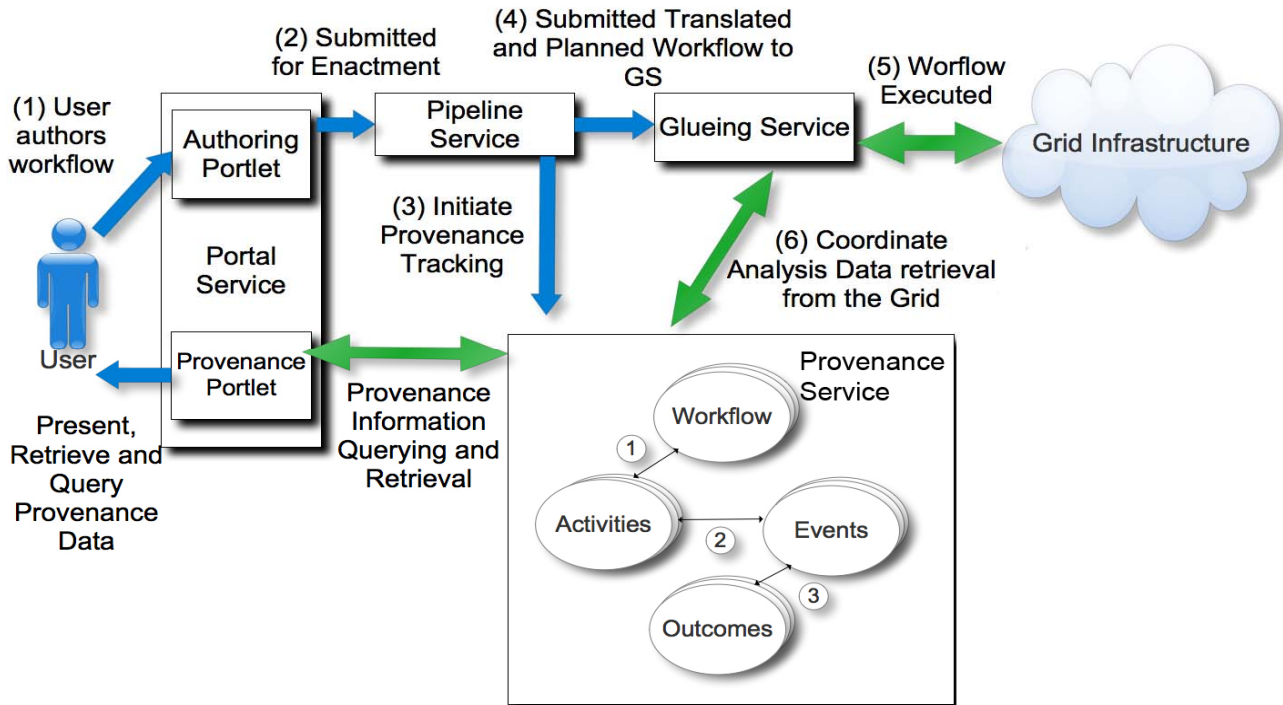 (1) User
authors
workflow
(2) Submitted
for Enactment
(4) Submitted Translated
and Planned Workflow to
GS
(5) Worflow
Executed
Authoring
Portlet
Pipeline
Service
Glueing Service
Grid Infrastructure
(3) Initiate
Provenance
Tracking
Portal
Service
(6) Coordinate
Analysis Data retrieval
from the Grid
User
Provenance
Portlet
Present,
Retrieve and
Query
Provenance
Data
Provenance
Information
Querying and
Retrieval
Provenance
Service
Workflow
1
Activities
2
Events
3
Outcomes